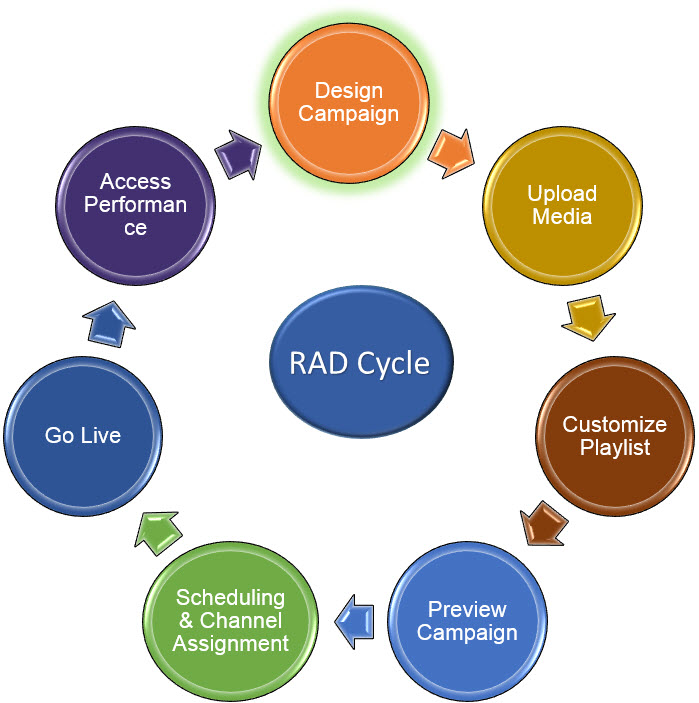 Design
Campaign
Upload
Media
Customize
Playlist
Preview
Campaign
Scheduling
& Channel
Assignment
Go Live
Access
Performan
ce
RAD Cycle